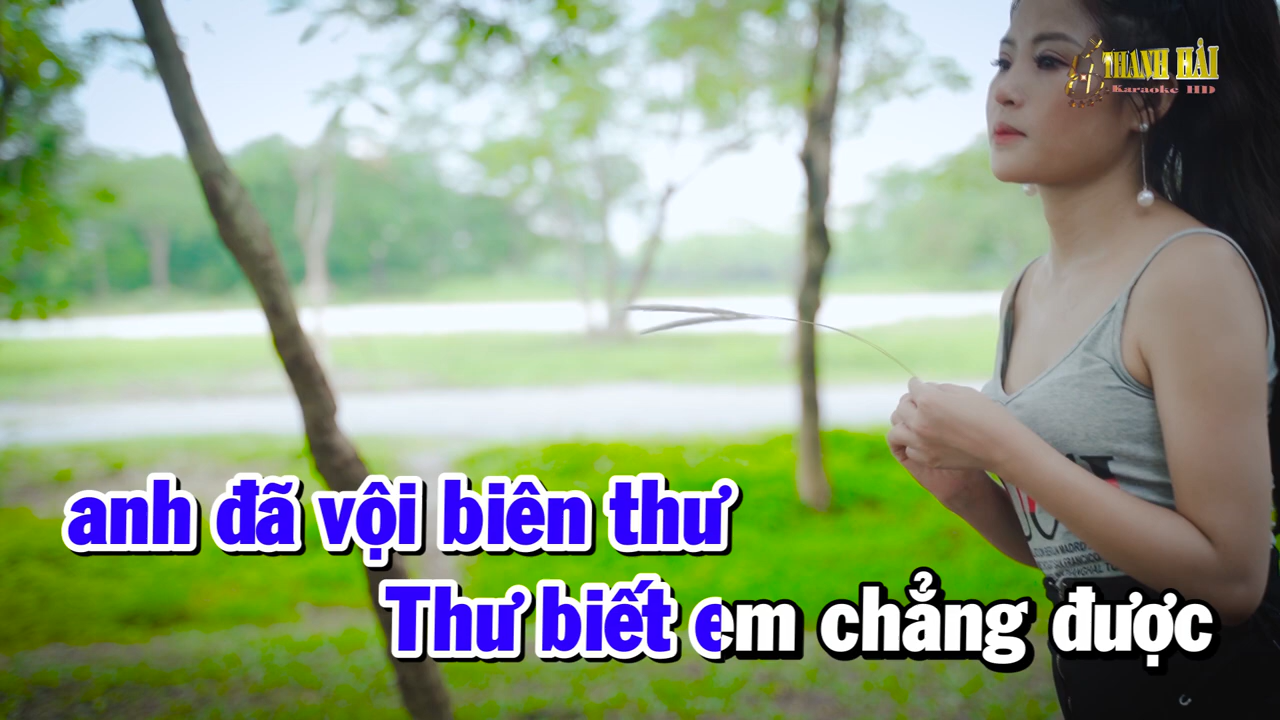 THANH HẢI
Karaoke HD
anh đã vội biên thư
Thư biết em chẳng được